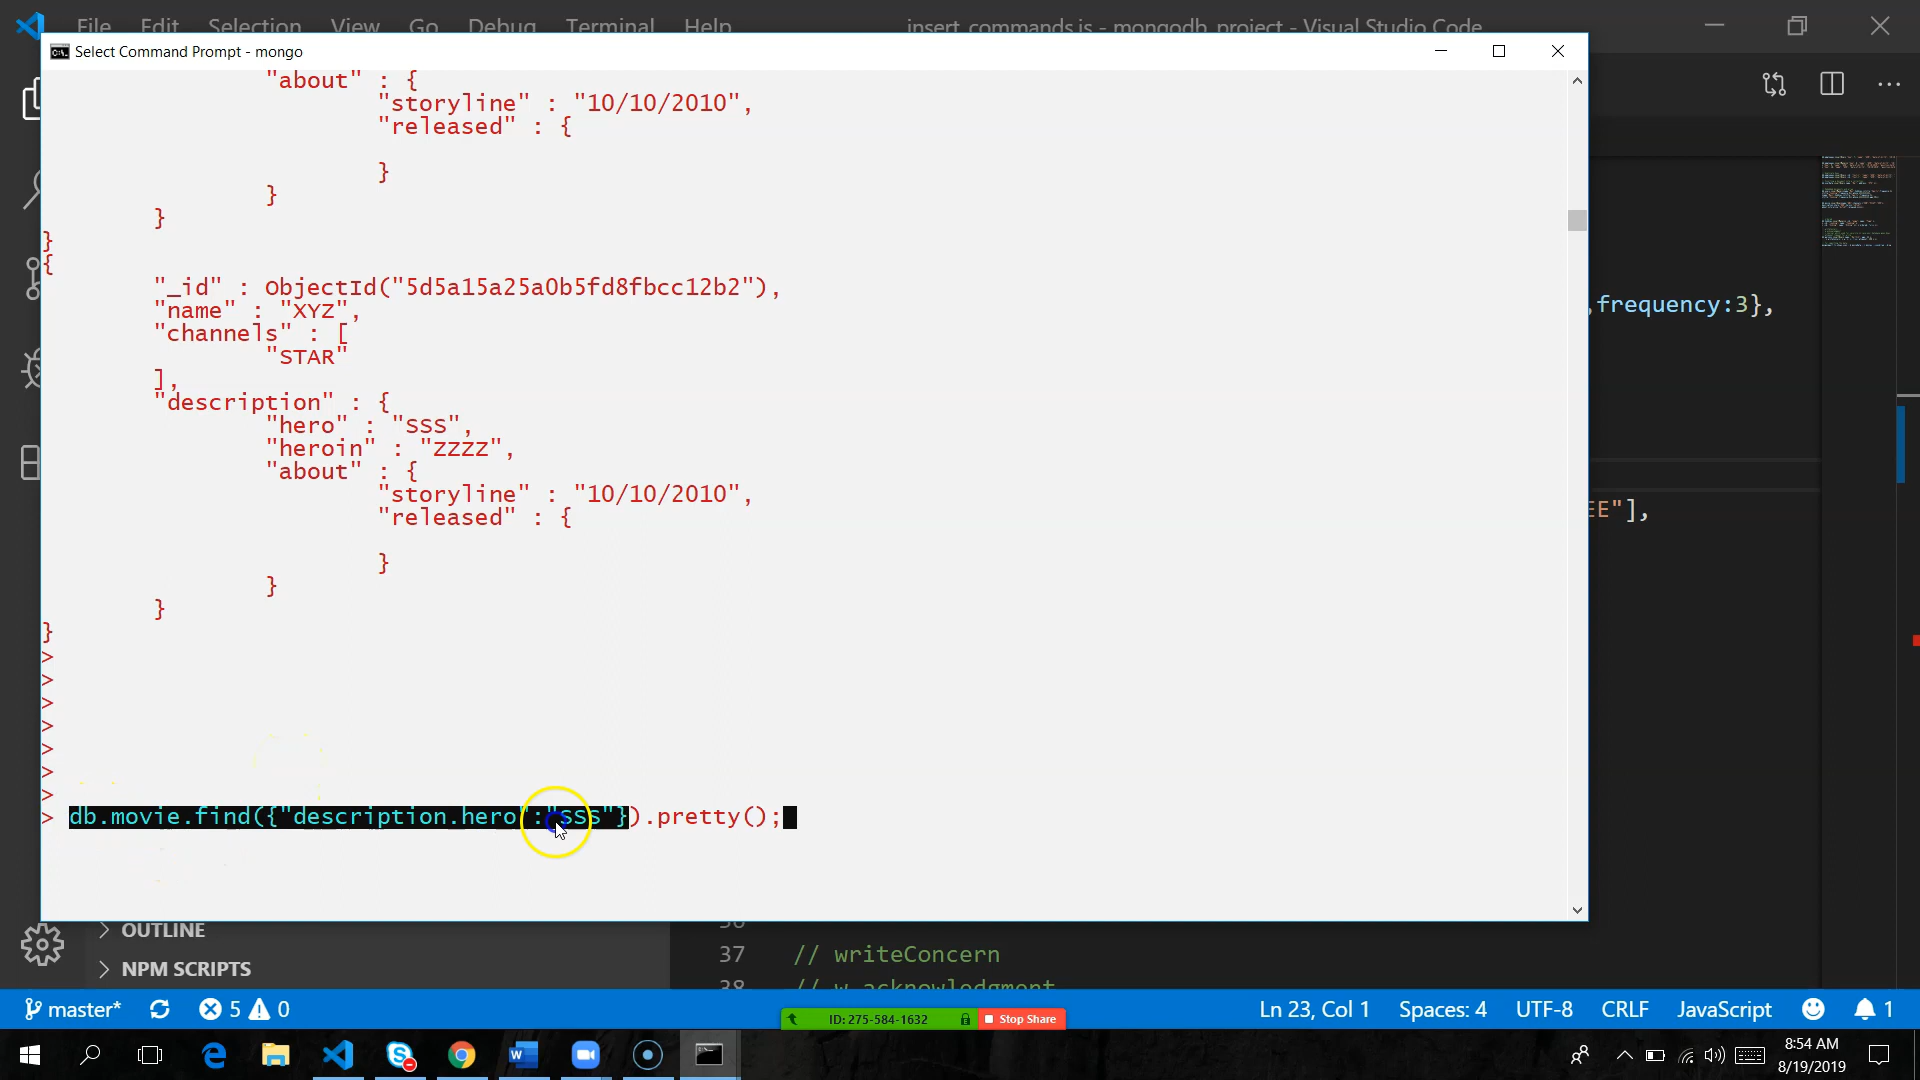 File Edit Selection View Go Debug Terminal Help insert_commands.js - mongodb_project - Visual Studio Code
Select Command Prompt - mongo
"about" : {
"storyline" : "10/10/2010",
"released" : {
}
}
}
}
{
"_id" : ObjectId("5d5a15a25a0b5fd8fbcc12b2"),
"name" : "XYZ",
,frequency:3},
"channels" : [
"STAR"
],
"description" : {
"hero" : "SSS",
"heroin" : "ZZZZ",
"about" : {
"storyline" : "10/10/2010",
EE"],
"released" : {
}
}
}
}
>
>
>
>
>
>
>
> db.movie.find({"description.hero":"SSS"}).pretty();
OUTLINE
36
37 // writeConcern
NPM SCRIPTS
38 // w acknowledgment
master* 5 0 Ln 23, Col 1 Spaces: 4 UTF-8 CRLF JavaScript 1
ID: 275-584-1632 Stop Share
8:54 AM
8/19/2019